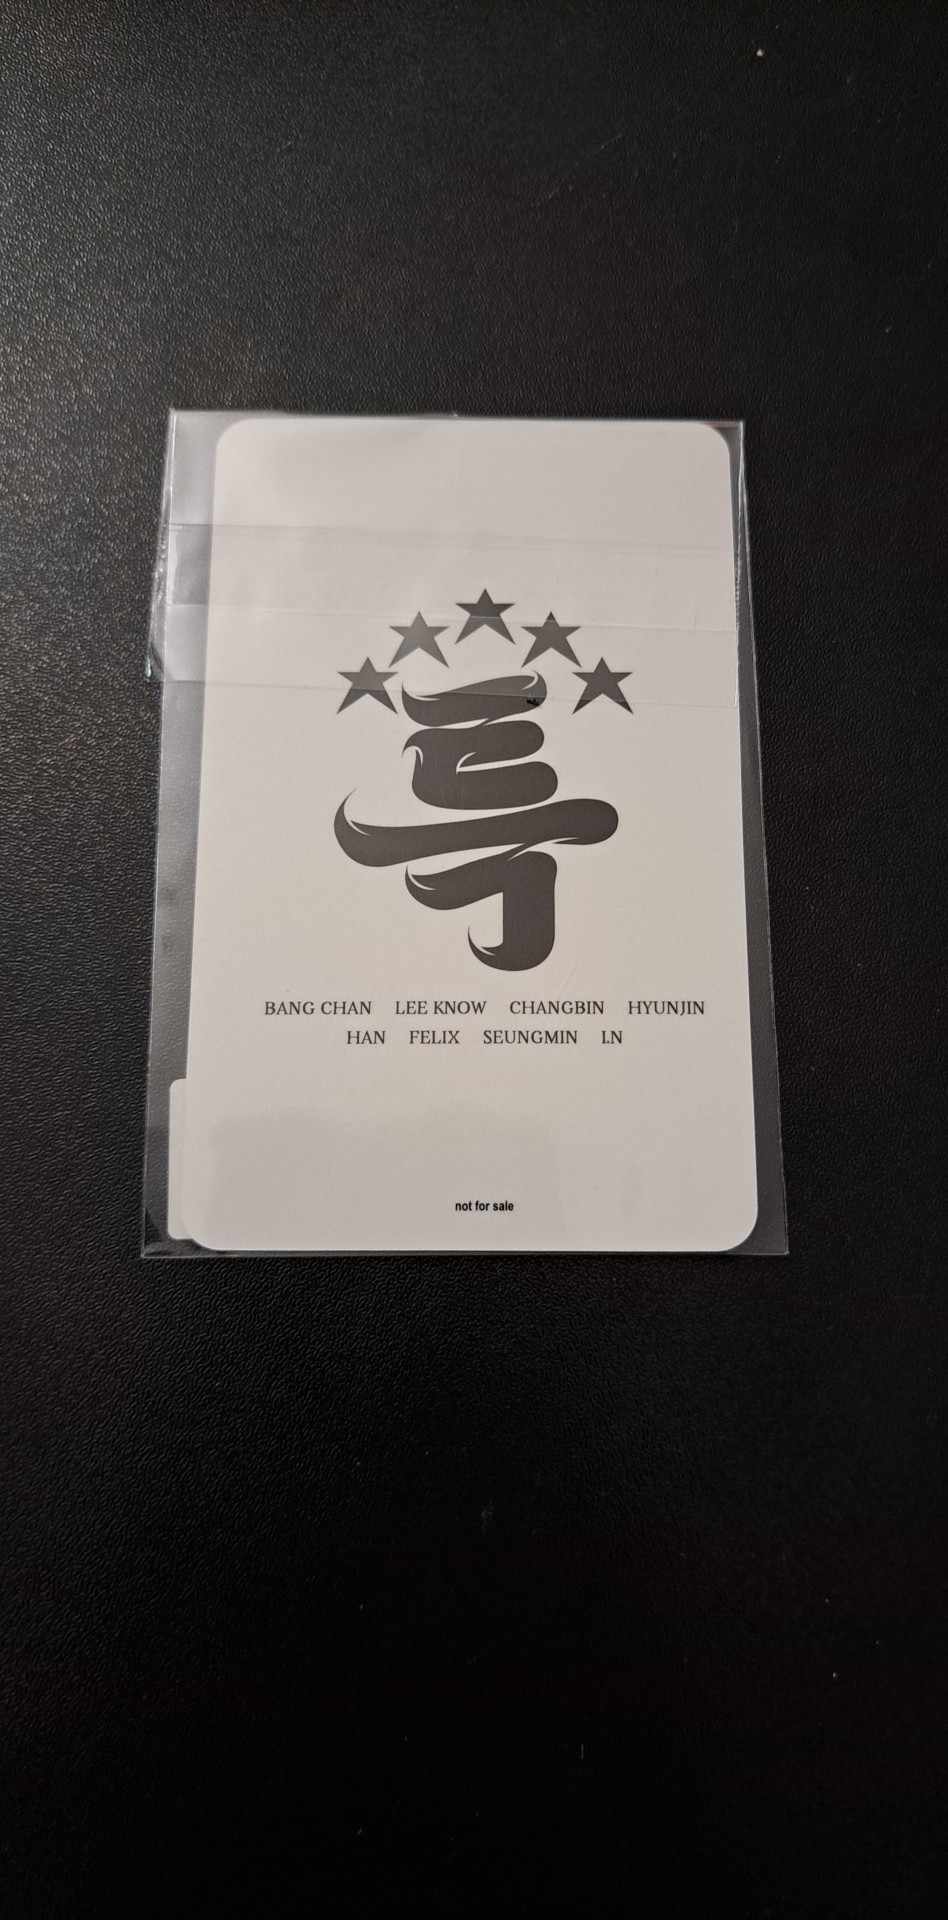 특
BANG CHAN LEE KNOW CHANGBIN HYUNJIN
HAN FELIX SEUNGMIN I.N
not for sale